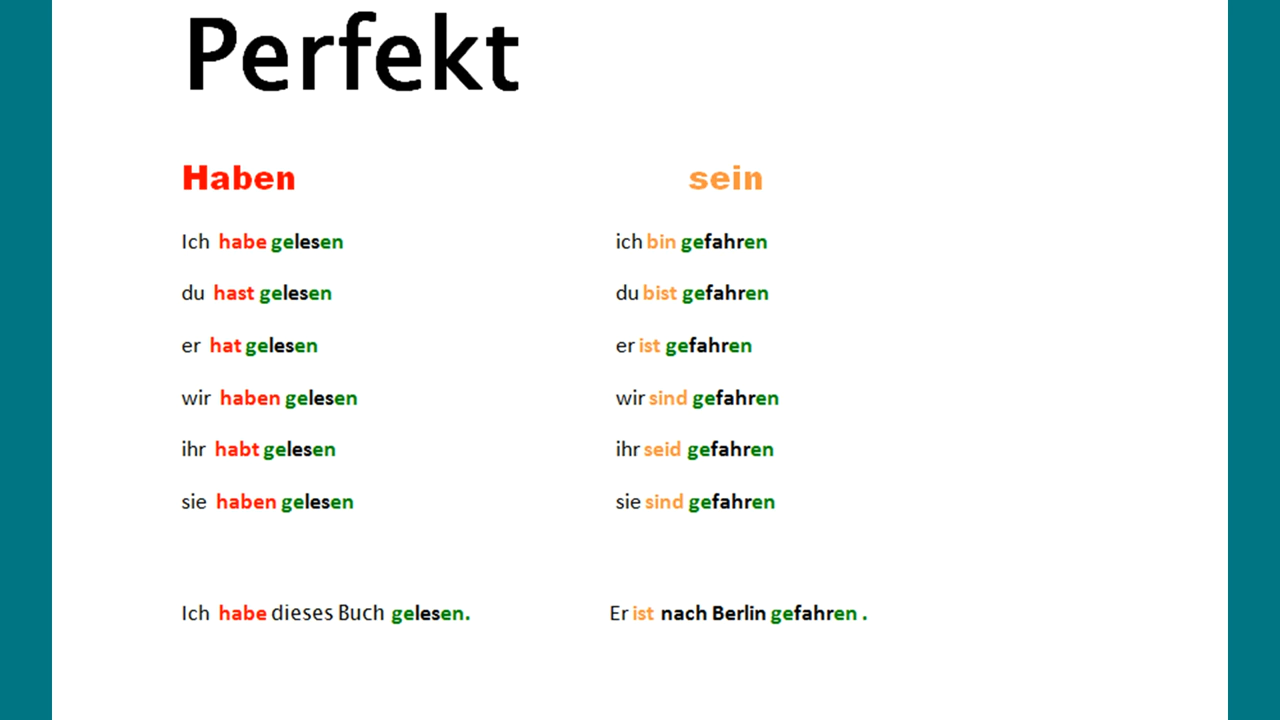 Perfekt
Haben sein
Ich habe gelesen ich bin gefahren
du hast gelesen du bist gefahren
er hat gelesen er ist gefahren
wir haben gelesen wir sind gefahren
ihr habt gelesen ihr seid gefahren
sie haben gelesen sie sind gefahren
Ich habe dieses Buch gelesen. Er ist nach Berlin gefahren .